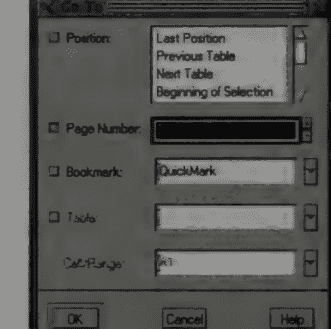 Go To
Position:
Last Position
Previous Table
Next Table
Beginning of Selection
Page Number:
Bookmark:
QuickMark
Table:
Cell/Range:
A1
OK
Cancel
Help